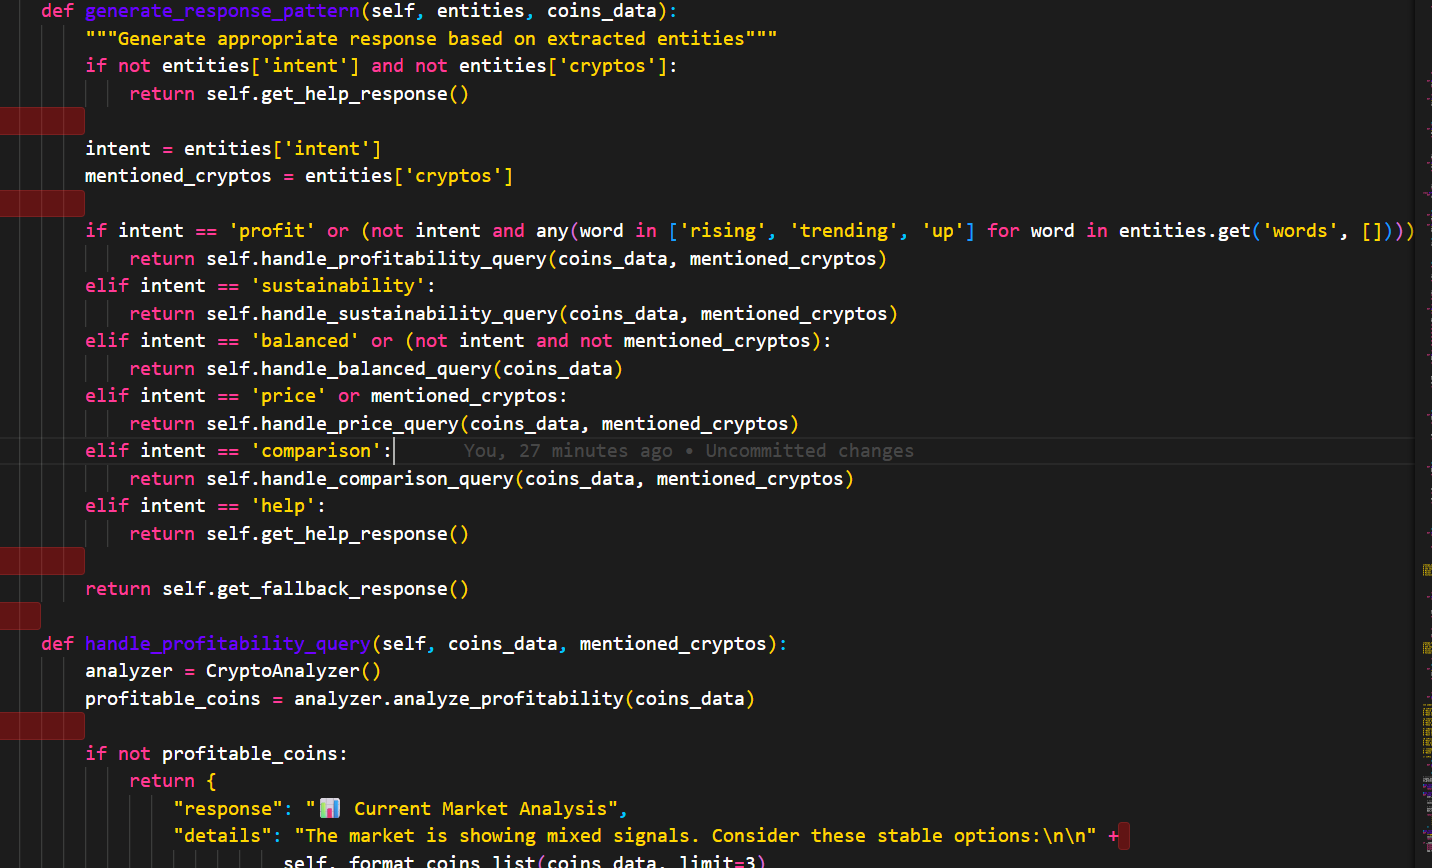 def generate_response_pattern(self, entities, coins_data):
"""Generate appropriate response based on extracted entities"""
if not entities['intent'] and not entities['cryptos']:
return self.get_help_response()
intent = entities['intent']
mentioned_cryptos = entities['cryptos']
if intent == 'profit' or (not intent and any(word in ['rising', 'trending', 'up'] for word in entities.get('words', [])))
return self.handle_profitability_query(coins_data, mentioned_cryptos)
elif intent == 'sustainability':
return self.handle_sustainability_query(coins_data, mentioned_cryptos)
elif intent == 'balanced' or (not intent and not mentioned_cryptos):
return self.handle_balanced_query(coins_data)
elif intent == 'price' or mentioned_cryptos:
return self.handle_price_query(coins_data, mentioned_cryptos)
elif intent == 'comparison': You, 27 minutes ago • Uncommitted changes
return self.handle_comparison_query(coins_data, mentioned_cryptos)
elif intent == 'help':
return self.get_help_response()
return self.get_fallback_response()
def handle_profitability_query(self, coins_data, mentioned_cryptos):
analyzer = CryptoAnalyzer()
profitable_coins = analyzer.analyze_profitability(coins_data)
if not profitable_coins:
return {
"response": "📊 Current Market Analysis",
"details": "The market is showing mixed signals. Consider these stable options:\n\n" +
self._format_coins_list(coins_data, limit=3)